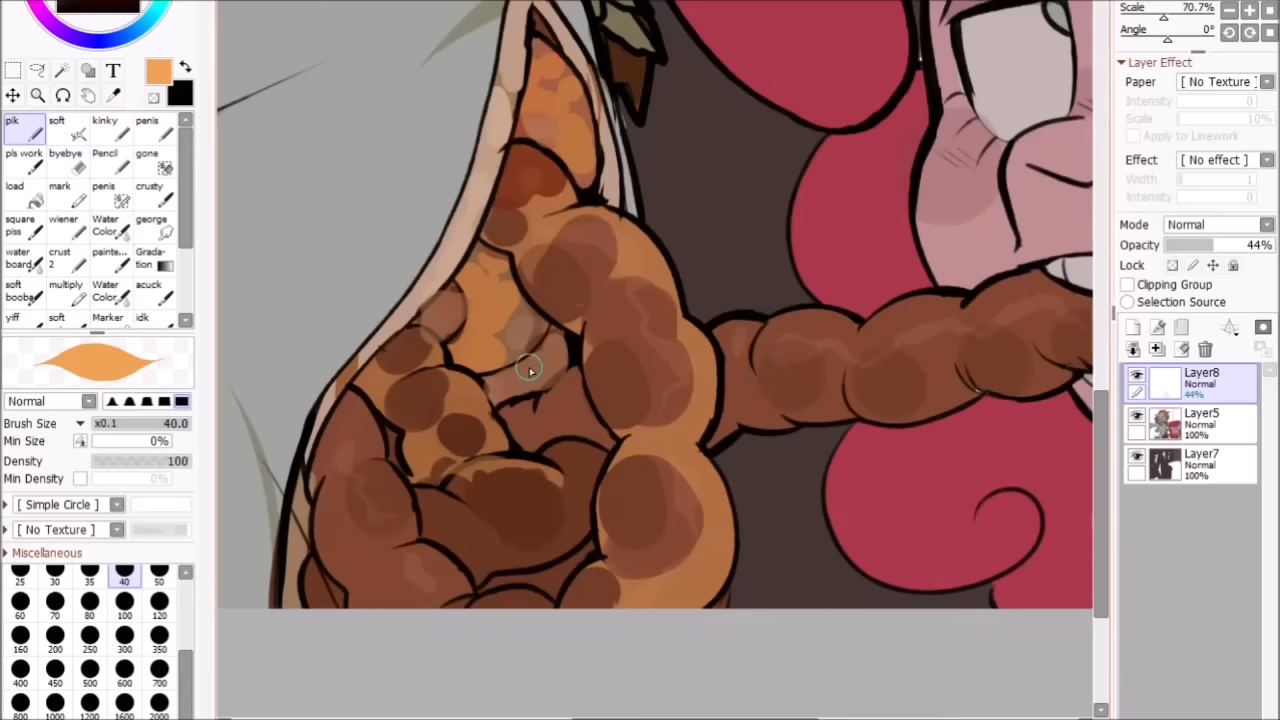 T
pik soft kinky penis
pls work byebye Pencil gone
load mark penis crusty
square piss wiener Water Color george
water board crust 2 painte... Grada- tion
soft boobs multiply Water Color acuck
yiff soft Marker idk
Normal
Brush Size x0.1 40.0
Min Size 0%
Density 100
Min Density 0%
[ Simple Circle ]
[ No Texture ]
Miscellaneous
25 30 35 40 50
60 70 80 100 120
160 200 250 300 350
400 450 500 600 700
800 1000 1200 1600 2000
Scale 70.7%
Angle 0°
Layer Effect
Paper [ No Texture ]
Intensity 0
Scale 10%
Apply to Linework
Effect [ No effect ]
Width 1
Intensity 0
Mode Normal
Opacity 44%
Lock
Clipping Group
Selection Source
Layer8
Normal
44%
Layer5
Normal
100%
Layer7
Normal
100%